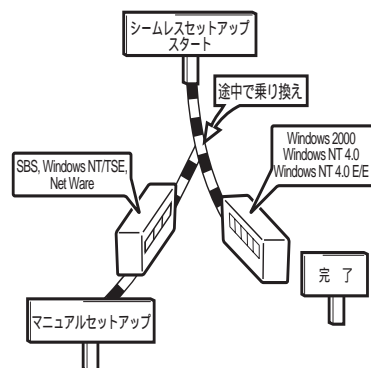 シームレスセットアップ
スタート
途中で乗り換え
SBS, Windows NT/TSE,
Net Ware
Windows 2000
Windows NT 4.0
Windows NT 4.0 E/E
完 了
マニュアルセットアップ